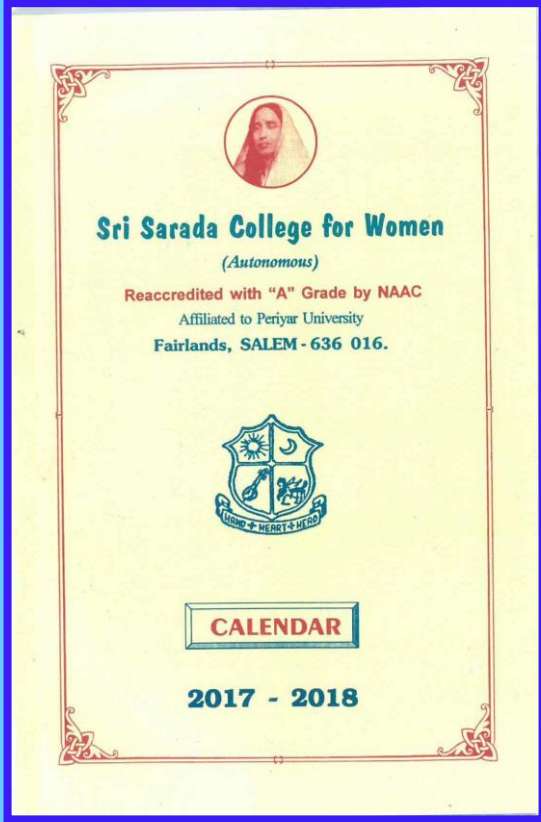 Sri Sarada College for Women
(Autonomous)
Reaccredited with “A” Grade by NAAC
Affiliated to Periyar University
Fairlands, SALEM - 636 016.
HAND + HEART + HEAD
CALENDAR
2017 - 2018